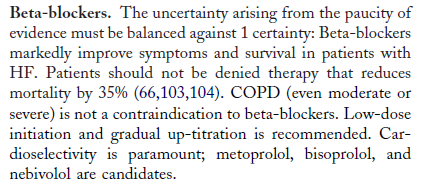 Beta-blockers. The uncertainty arising from the paucity of
evidence must be balanced against 1 certainty: Beta-blockers
markedly improve symptoms and survival in patients with
HF. Patients should not be denied therapy that reduces
mortality by 35% (66,103,104). COPD (even moderate or
severe) is not a contraindication to beta-blockers. Low-dose
initiation and gradual up-titration is recommended. Car-
dioselectivity is paramount; metoprolol, bisoprolol, and
nebivolol are candidates.